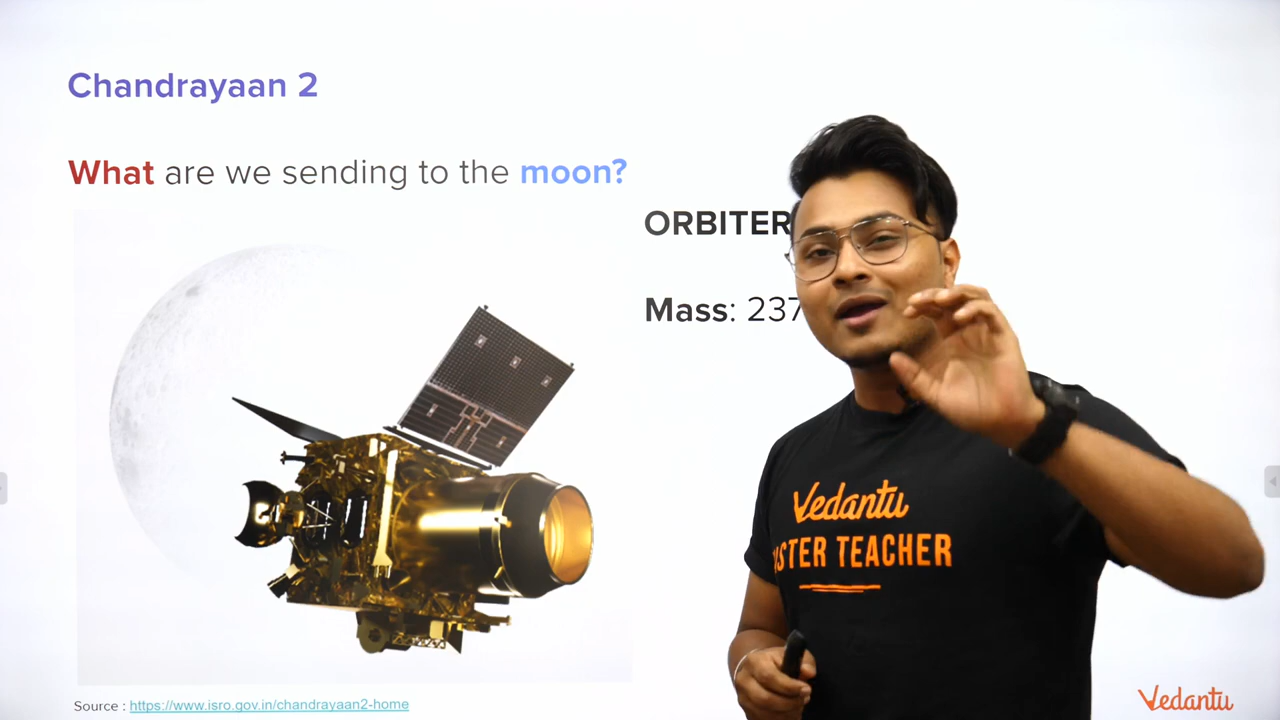 Chandrayaan 2
What are we sending to the moon?
ORBITER
Mass: 237
Vedantu
STER TEACHER
Source : https://www.isro.gov.in/chandrayaan2-home
Vedantu